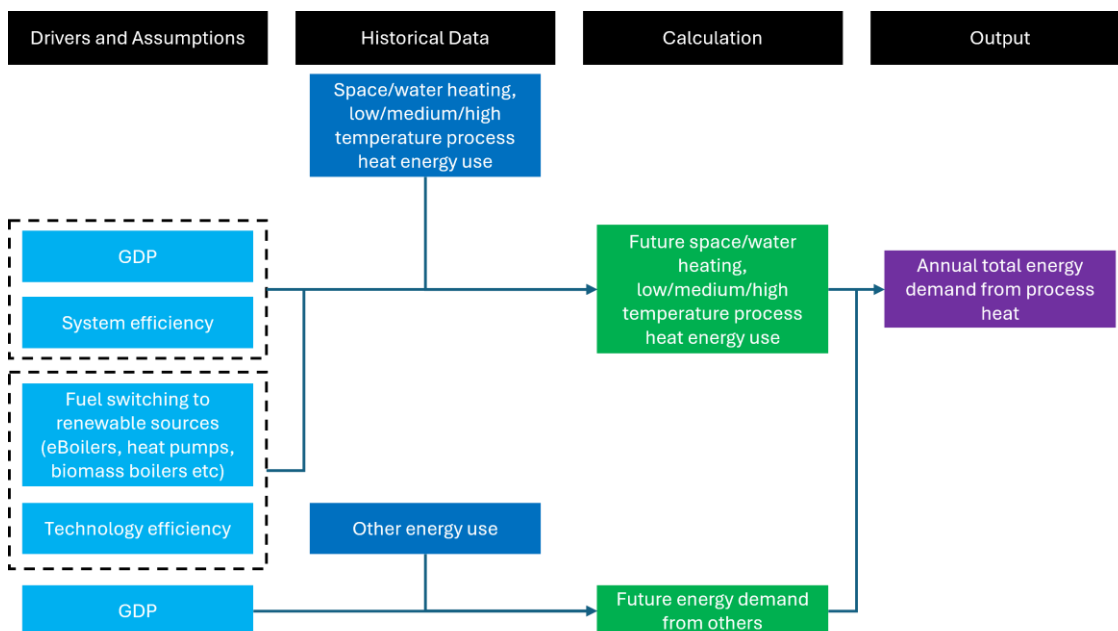 Drivers and Assumptions
Historical Data
Calculation
Output
Space/water heating,
low/medium/high
temperature process
heat energy use
GDP
System efficiency
Future space/water
heating,
low/medium/high
temperature process
heat energy use
Annual total energy
demand from process
heat
Fuel switching to
renewable sources
(eBoilers, heat pumps,
biomass boilers etc)
Technology efficiency
Other energy use
GDP
Future energy demand
from others